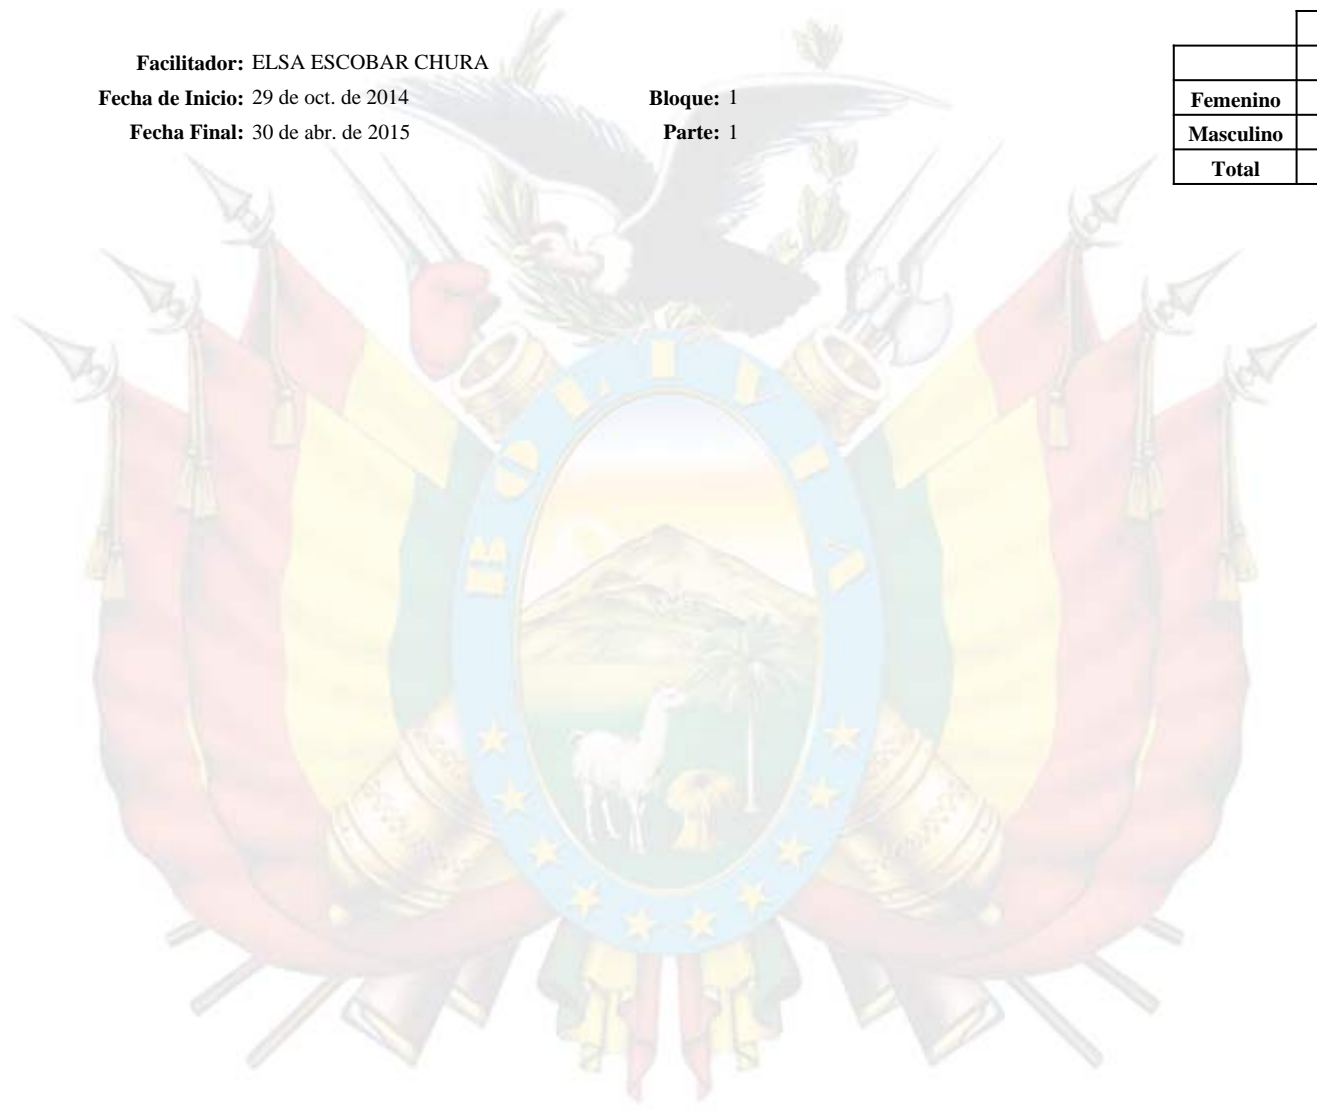 Facilitador: ELSA ESCOBAR CHURA
Fecha de Inicio: 29 de oct. de 2014 Bloque: 1
Fecha Final: 30 de abr. de 2015 Parte: 1
Femenino
Masculino
Total
BOLIVIA